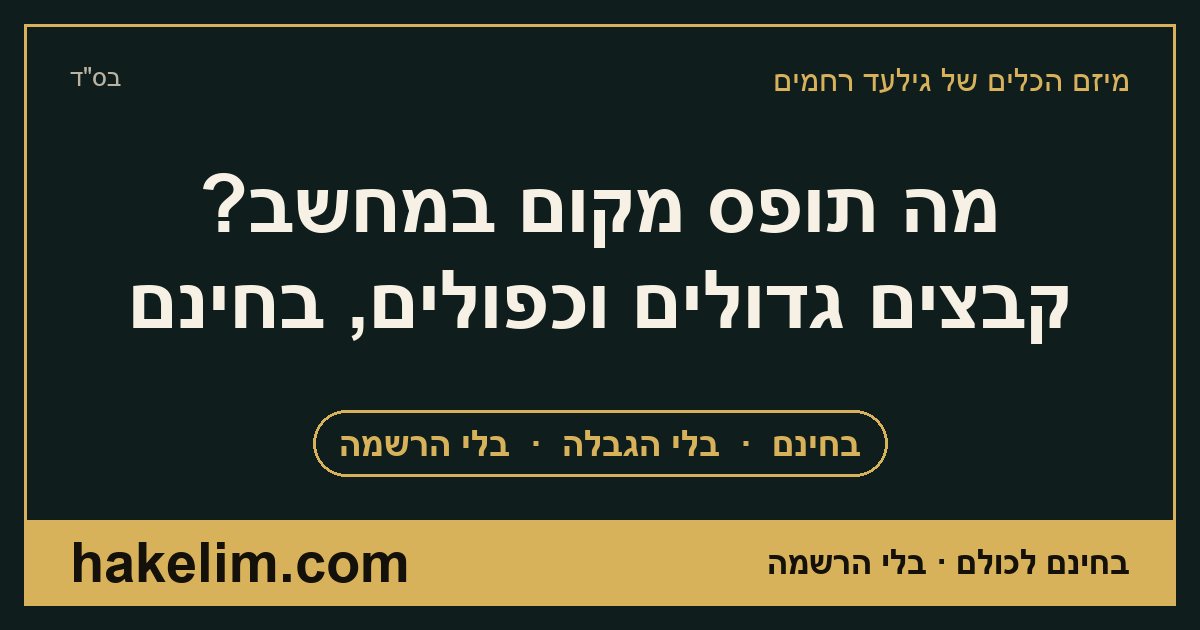 מיזם הכלים של גילעד רחמים
בס"ד
מה תופס מקום במחשב?
קבצים גדולים וכפולים, בחינם
בחינם · בלי הגבלה · בלי הרשמה
בחינם לכולם · בלי הרשמה
hakelim.com